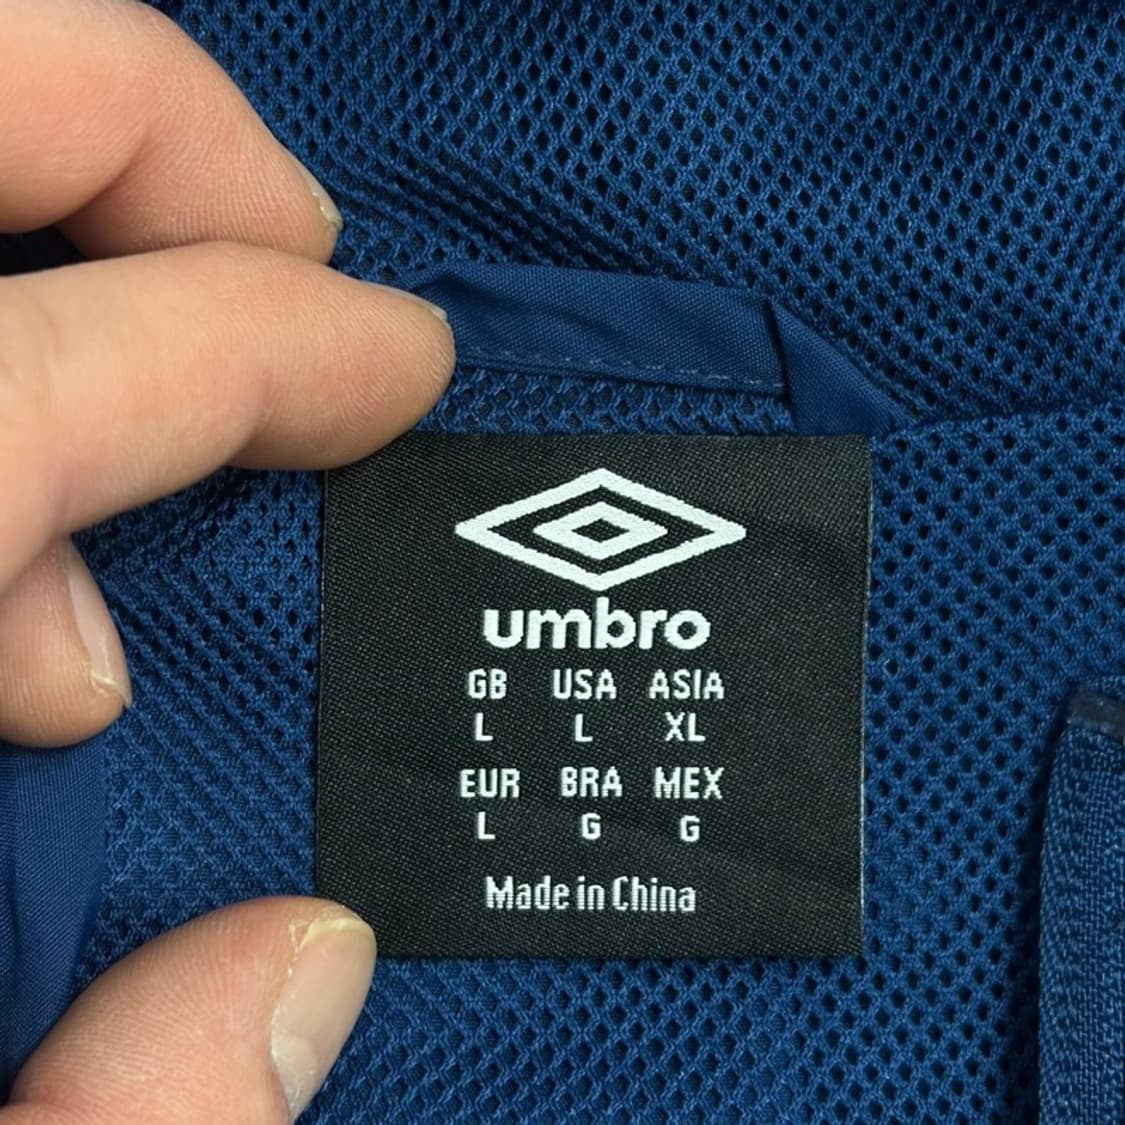 umbro
GB USA ASIA
L L XL
EUR BRA MEX
L G G
Made in China